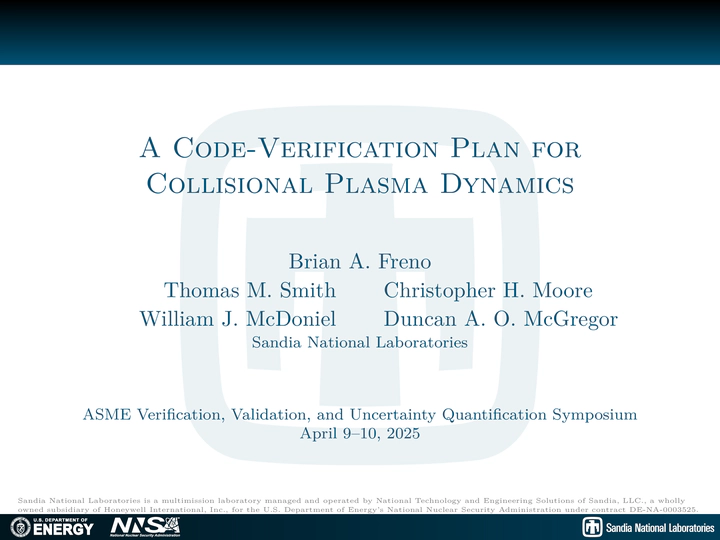 A Code-Verification Plan for
Collisional Plasma Dynamics
Brian A. Freno
Thomas M. Smith Christopher H. Moore
William J. McDoniel Duncan A. O. McGregor
Sandia National Laboratories
ASME Verification, Validation, and Uncertainty Quantification Symposium
April 9–10, 2025
Sandia National Laboratories is a multimission laboratory managed and operated by National Technology and Engineering Solutions of Sandia, LLC., a wholly
owned subsidiary of Honeywell International, Inc., for the U.S. Department of Energy's National Nuclear Security Administration under contract DE-NA-0003525.
U.S. DEPARTMENT OF
ENERGY
NNSA
National Nuclear Security Administration
Sandia National Laboratories